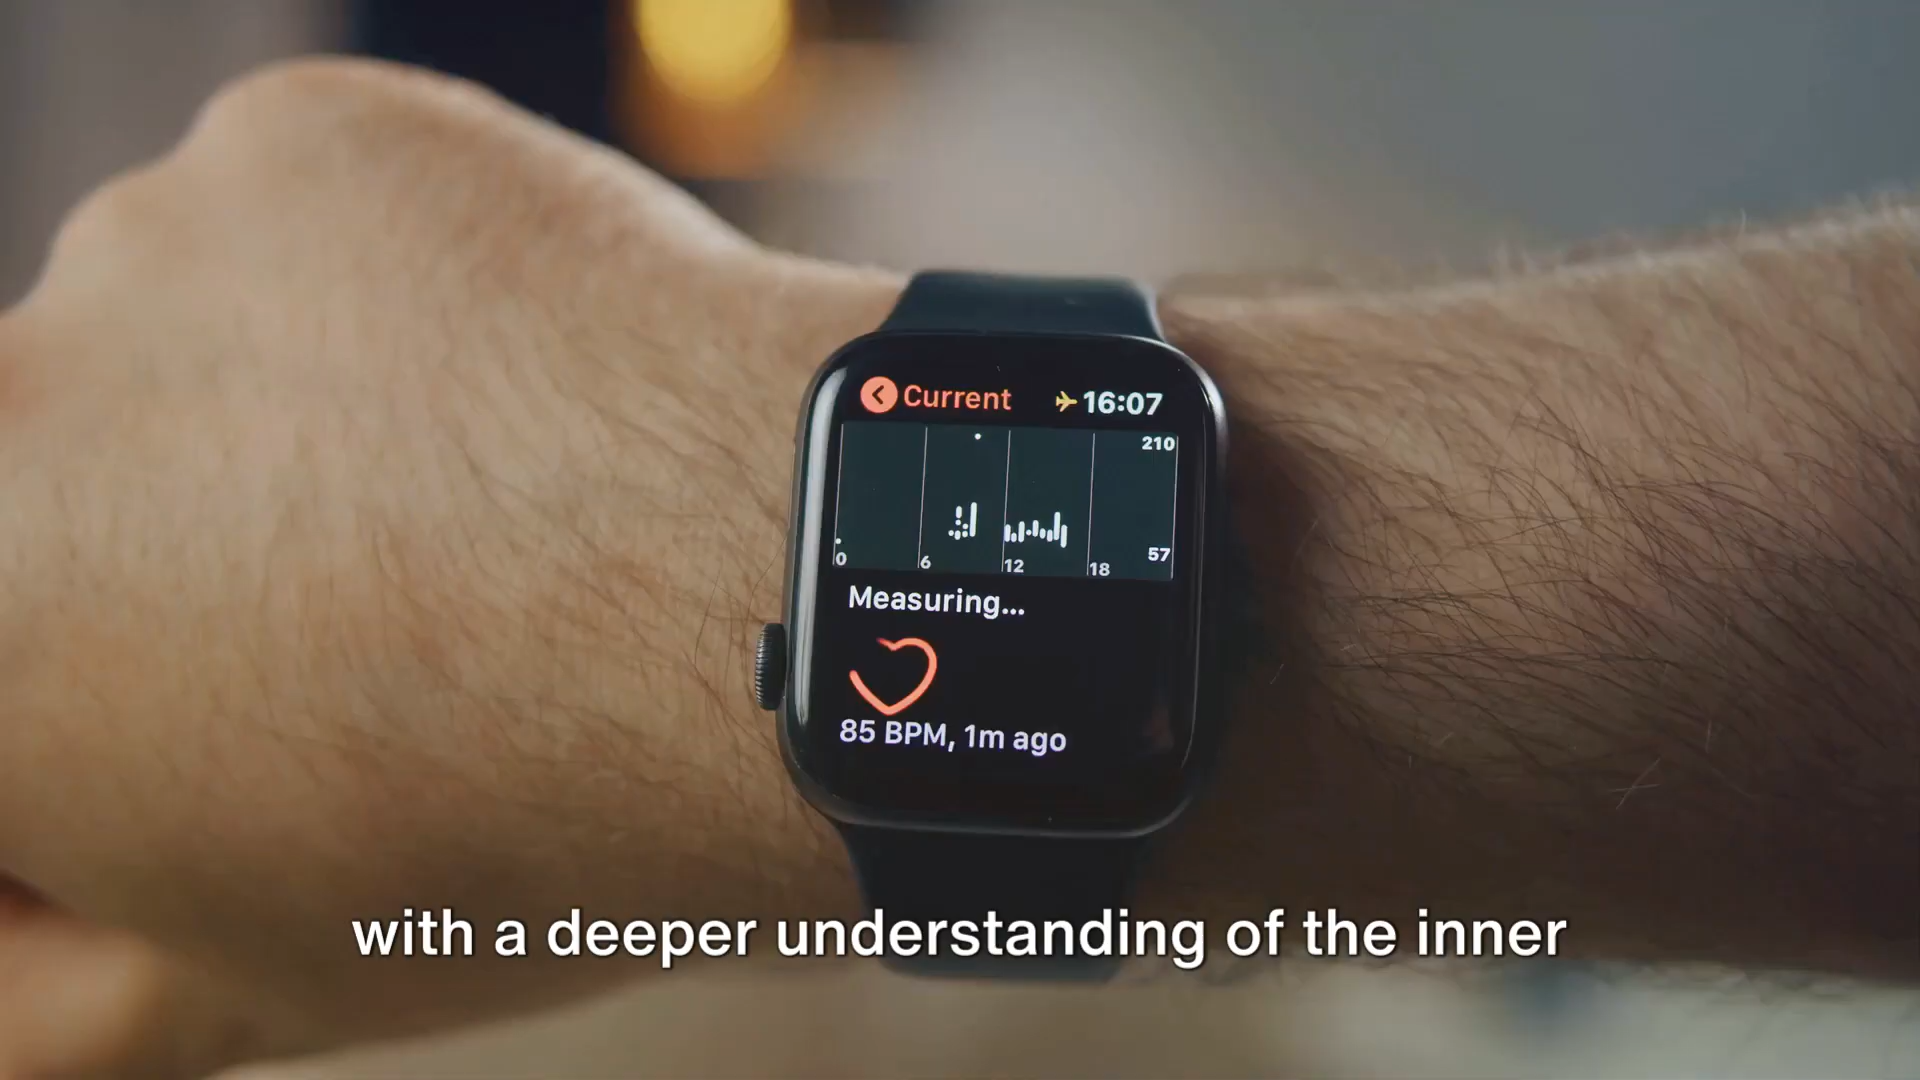 Current 16:07
210
57
0 6 12 18
Measuring...
85 BPM, 1m ago
with a deeper understanding of the inner